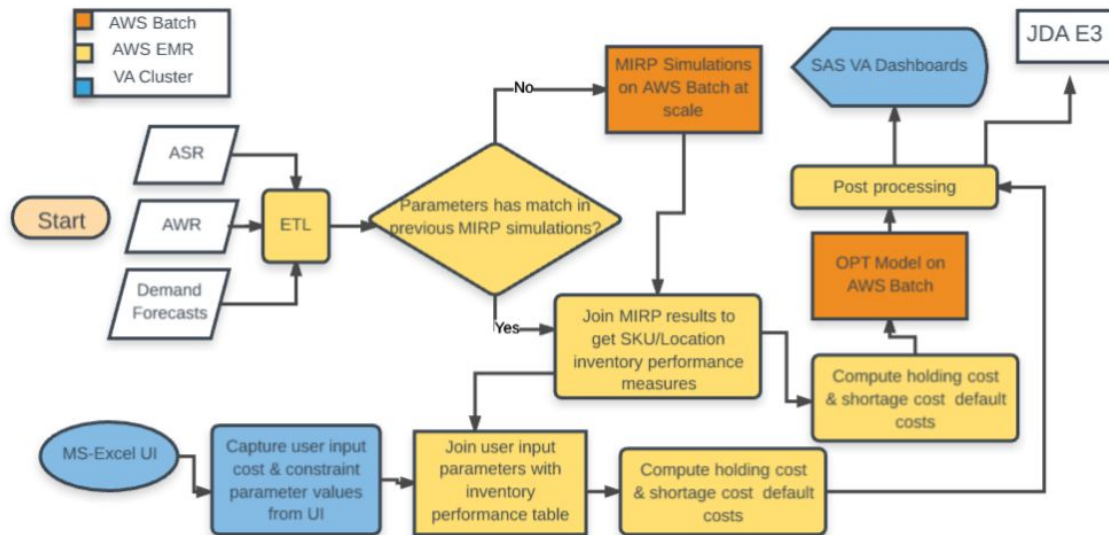 AWS Batch
AWS EMR
VA Cluster
JDA E3
SAS VA Dashboards
No
MIRP Simulations
on AWS Batch at
scale
ASR
Start
AWR
ETL
Parameters has match in
previous MIRP simulations?
Post processing
Demand
Forecasts
OPT Model on
AWS Batch
Yes
Join MIRP results to
get SKU/Location
inventory performance
measures
Compute holding cost
& shortage cost default
costs
MS-Excel UI
Capture user input
cost & constraint
parameter values
from UI
Join user input
parameters with
inventory
performance table
Compute holding cost
& shortage cost default
costs